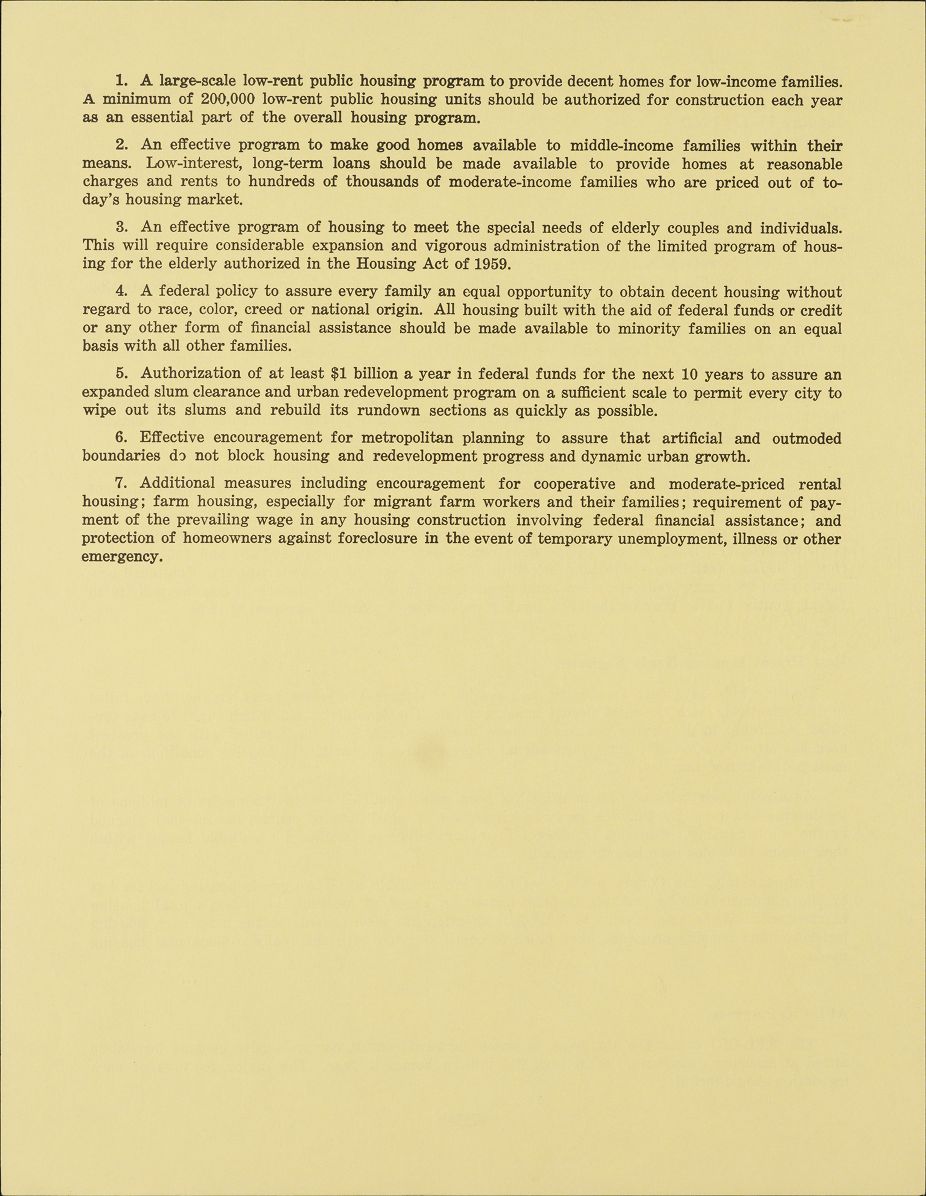 1. A large-scale low-rent public housing program to provide decent homes for low-income families.
A minimum of 200,000 low-rent public housing units should be authorized for construction each year
as an essential part of the overall housing program.
2. An effective program to make good homes available to middle-income families within their
means. Low-interest, long-term loans should be made available to provide homes at reasonable
charges and rents to hundreds of thousands of moderate-income families who are priced out of to-
day's housing market.
3. An effective program of housing to meet the special needs of elderly couples and individuals.
This will require considerable expansion and vigorous administration of the limited program of hous-
ing for the elderly authorized in the Housing Act of 1959.
4. A federal policy to assure every family an equal opportunity to obtain decent housing without
regard to race, color, creed or national origin. All housing built with the aid of federal funds or credit
or any other form of financial assistance should be made available to minority families on an equal
basis with all other families.
5. Authorization of at least $1 billion a year in federal funds for the next 10 years to assure an
expanded slum clearance and urban redevelopment program on a sufficient scale to permit every city to
wipe out its slums and rebuild its rundown sections as quickly as possible.
6. Effective encouragement for metropolitan planning to assure that artificial and outmoded
boundaries do not block housing and redevelopment progress and dynamic urban growth.
7. Additional measures including encouragement for cooperative and moderate-priced rental
housing; farm housing, especially for migrant farm workers and their families; requirement of pay-
ment of the prevailing wage in any housing construction involving federal financial assistance; and
protection of homeowners against foreclosure in the event of temporary unemployment, illness or other
emergency.